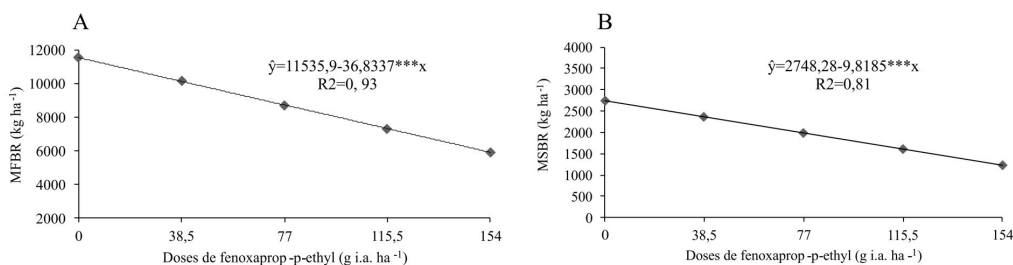 A
12000
10000
8000
6000
4000
2000
MFBR (kg ha⁻¹)
ŷ=11535,9-36,8337***x
R2=0, 93
0 38,5 77 115,5 154
Doses de fenoxaprop -p-ethyl (g i.a. ha ⁻¹)
B
4000
3500
3000
2500
2000
1500
1000
500
0
MSBR (kg ha⁻¹)
ŷ=2748,28-9,8185***x
R2=0,81
0 38,5 77 115,5 154
Doses de fenoxaprop -p-ethyl (g i.a. ha -¹)